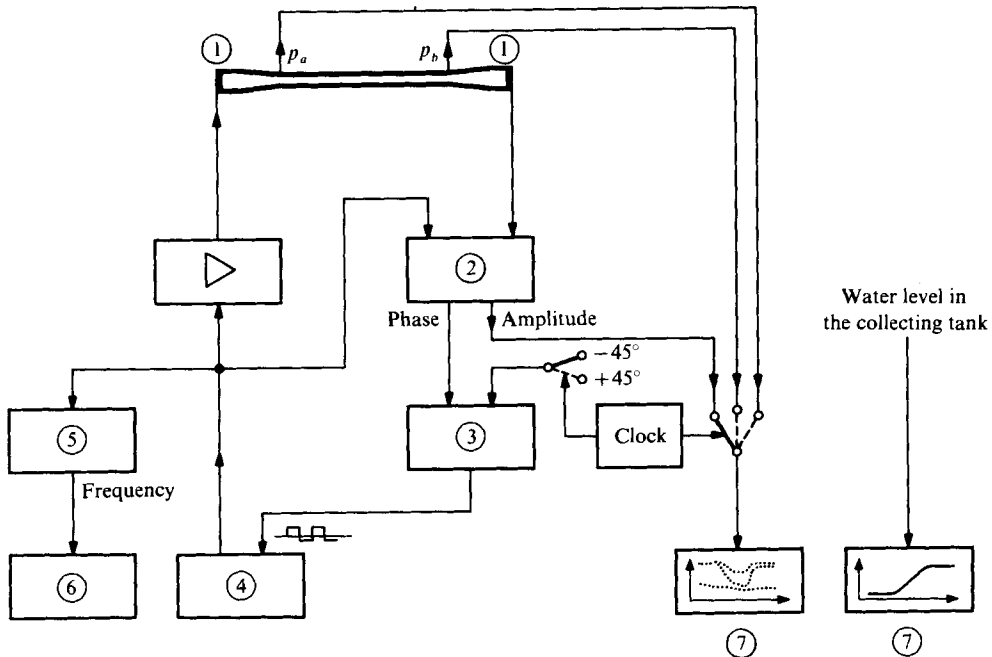 1
pₐ
p_b
1
2
Phase
Amplitude
−45°
+45°
Water level in
the collecting tank
5
3
Clock
Frequency
6
4
7
7